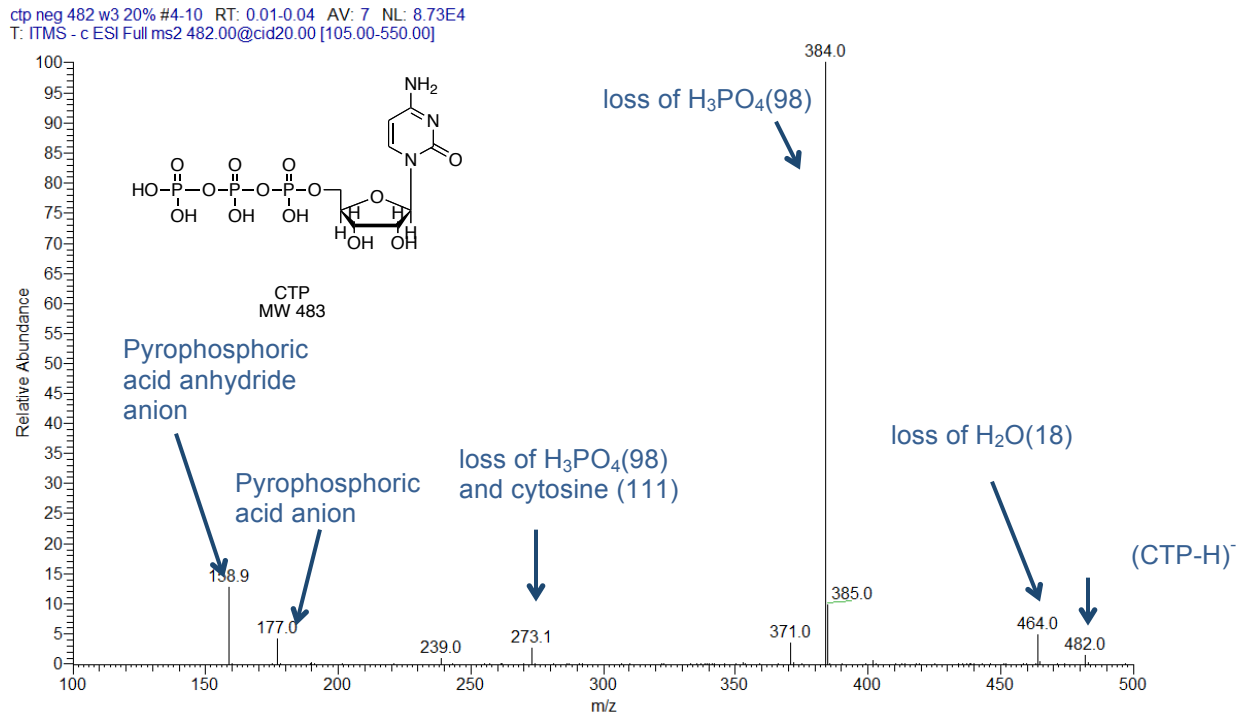 ctp neg 482 w3 20% #4-10 RT: 0.01-0.04 AV: 7 NL: 8.73E4
T: ITMS - c ESI Full ms2 482.00@cid20.00 [105.00-550.00]
384.0
100
95
90
85
80
75
70
65
60
55
50
45
40
35
30
25
20
15
10
5
0
Relative Abundance
NH₂
N
N
O
O
O
O
HO P O P O P O
OH OH OH
O
H H
H H
OH OH
CTP
MW 483
loss of H₃PO₄(98)
Pyrophosphoric
acid anhydride
anion
Pyrophosphoric
acid anion
loss of H₃PO₄(98)
and cytosine (111)
loss of H₂O(18)
(CTP-H)⁻
158.9
177.0
239.0
273.1
371.0
385.0
464.0
482.0
100 150 200 250 300 350 400 450 500
m/z